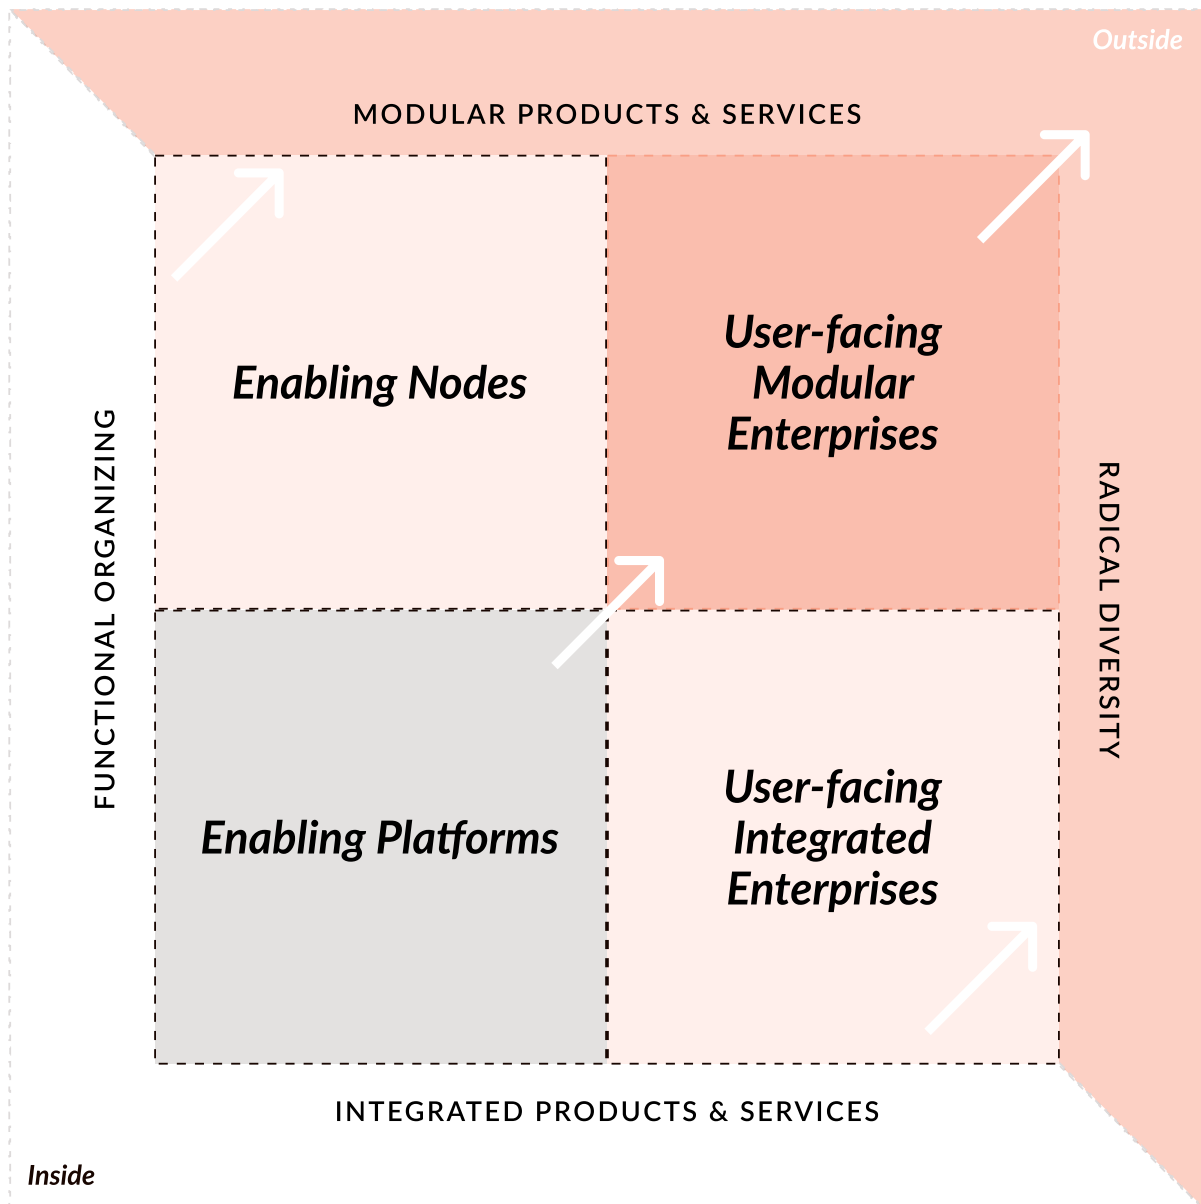 Outside
MODULAR PRODUCTS & SERVICES
Enabling Nodes
User-facing
Modular
Enterprises
FUNCTIONAL ORGANIZING
RADICAL DIVERSITY
Enabling Platforms
User-facing
Integrated
Enterprises
INTEGRATED PRODUCTS & SERVICES
Inside